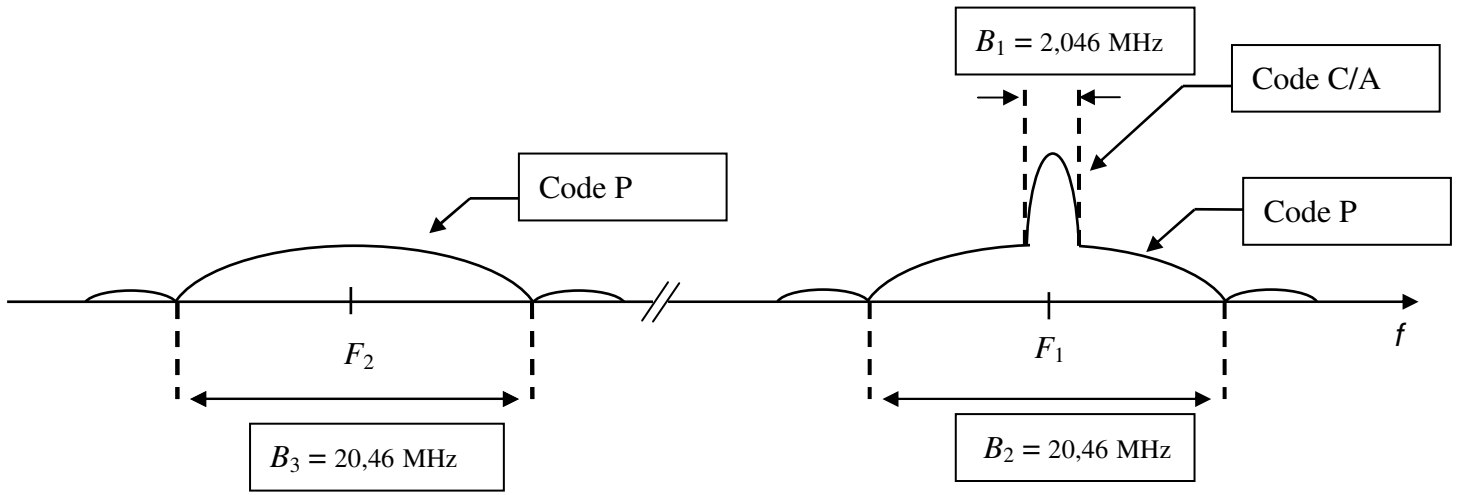 B₁ = 2,046 MHz
Code C/A
Code P
Code P
F₂
F₁
f
B₃ = 20,46 MHz
B₂ = 20,46 MHz